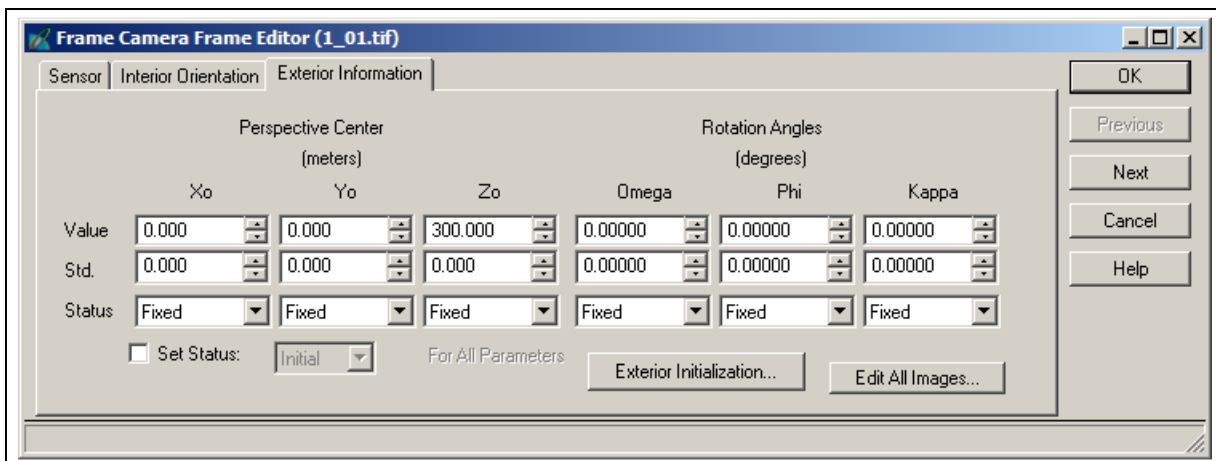 Frame Camera Frame Editor (1_01.tif)
Sensor Interior Orientation Exterior Information
OK
Previous
Next
Cancel
Help
Perspective Center Rotation Angles
(meters) (degrees)
Xo Yo Zo Omega Phi Kappa
Value 0.000 0.000 300.000 0.00000 0.00000 0.00000
Std. 0.000 0.000 0.000 0.00000 0.00000 0.00000
Status Fixed Fixed Fixed Fixed Fixed Fixed
Set Status: Initial For All Parameters Exterior Initialization... Edit All Images...